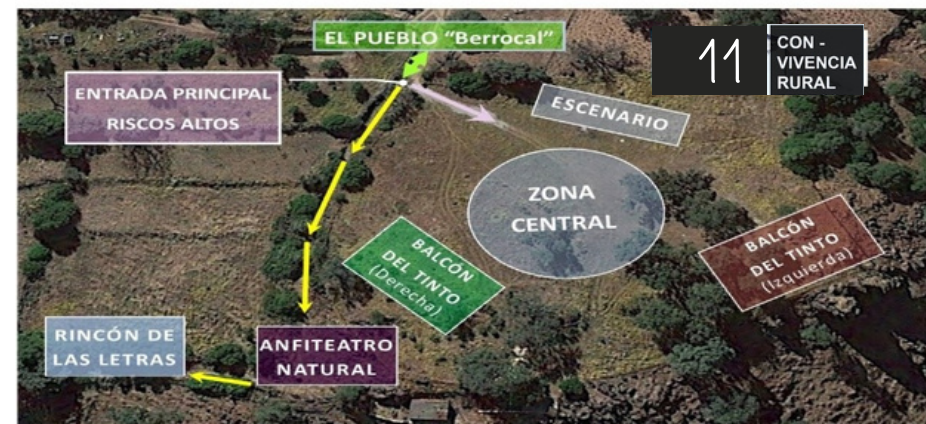 EL PUEBLO “Berrocal”
11
CON -
VIVENCIA
RURAL
ENTRADA PRINCIPAL
RISCOS ALTOS
ESCENARIO
ZONA
CENTRAL
BALCÓN
DEL TINTO
(Derecha)
BALCÓN
DEL TINTO
(Izquierda)
RINCÓN DE
LAS LETRAS
ANFITEATRO
NATURAL